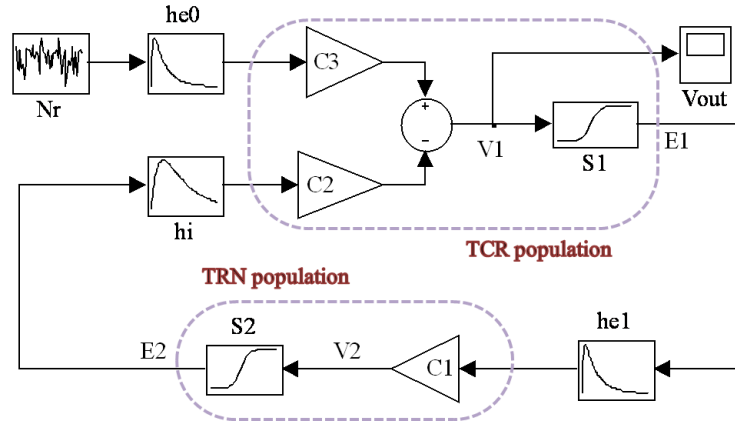 he0
Nr
C3
+
−
V1
S1
E1
Vout
hi
C2
TCR population
TRN population
S2
E2
V2
C1
he1